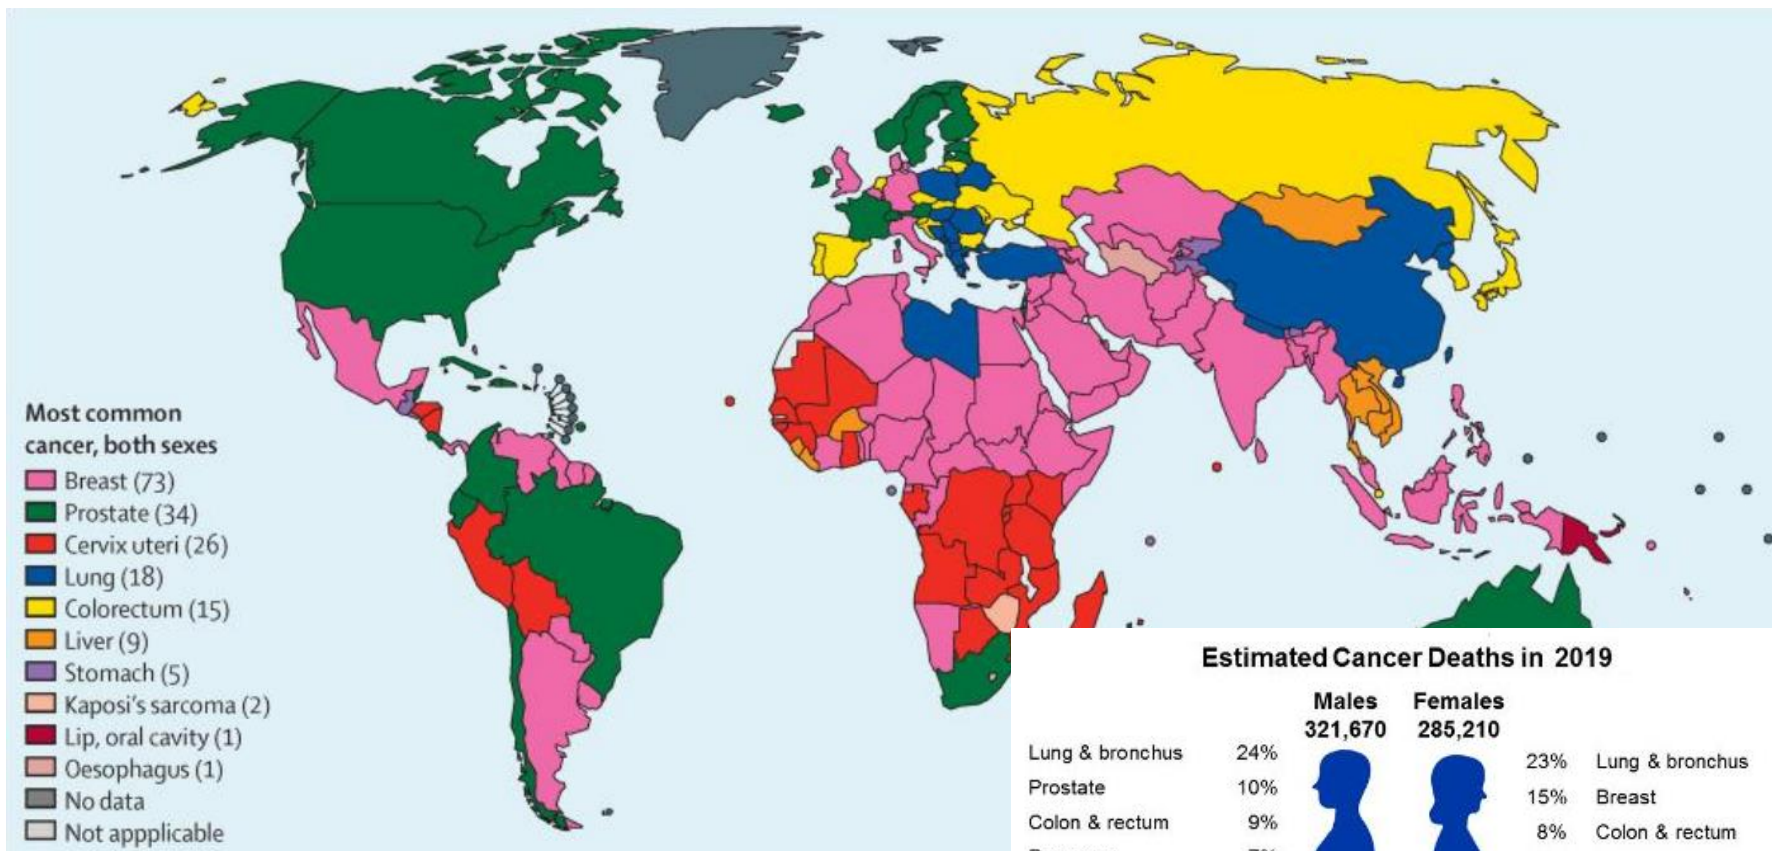 Most common
cancer, both sexes
Breast (73)
Prostate (34)
Cervix uteri (26)
Lung (18)
Colorectum (15)
Liver (9)
Stomach (5)
Kaposi's sarcoma (2)
Lip, oral cavity (1)
Oesophagus (1)
No data
Not appplicable
Estimated Cancer Deaths in 2019
Males Females
321,670 285,210
Lung & bronchus 24% 23% Lung & bronchus
Prostate 10% 15% Breast
Colon & rectum 9% 8% Colon & rectum